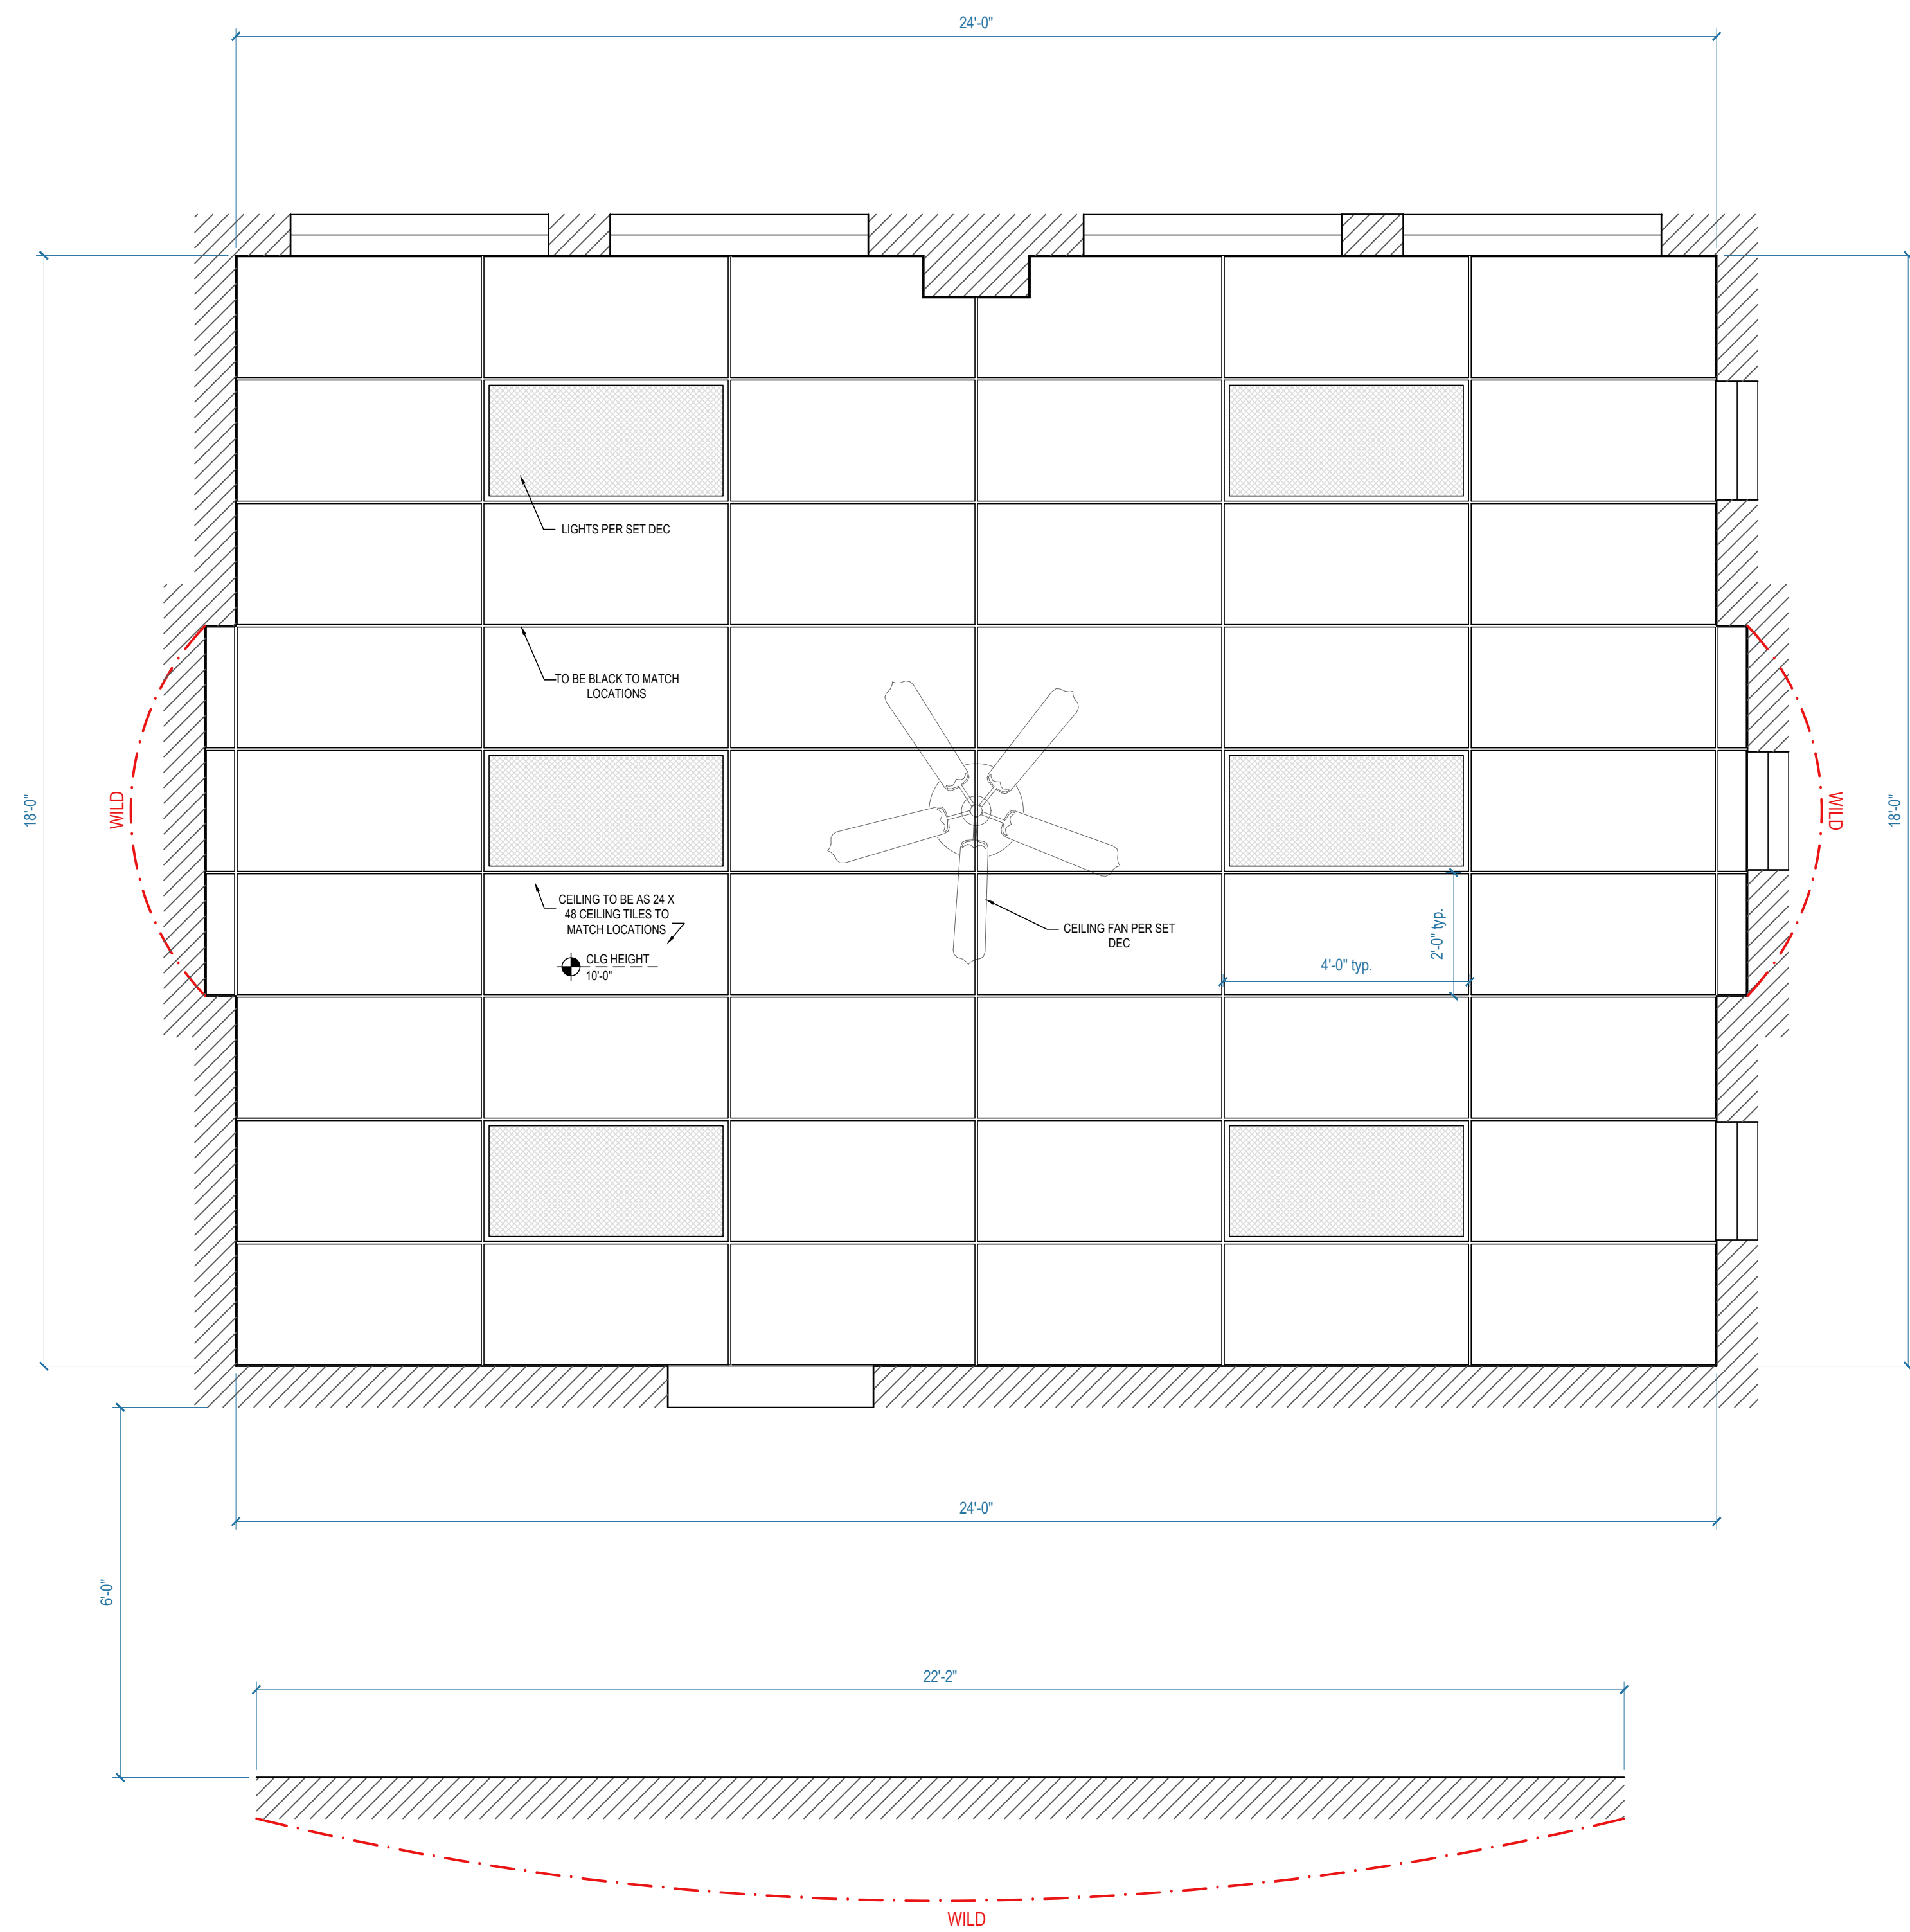 24'-0"
LIGHTS PER SET DEC
TO BE BLACK TO MATCH
LOCATIONS
WILD
WILD
18'-0"
18'-0"
CEILING TO BE AS 24 X
48 CEILING TILES TO
MATCH LOCATIONS
CLG HEIGHT
10'-0"
CEILING FAN PER SET
DEC
4'-0" typ.
2'-0" typ.
24'-0"
6'-0"
22'-2"
WILD